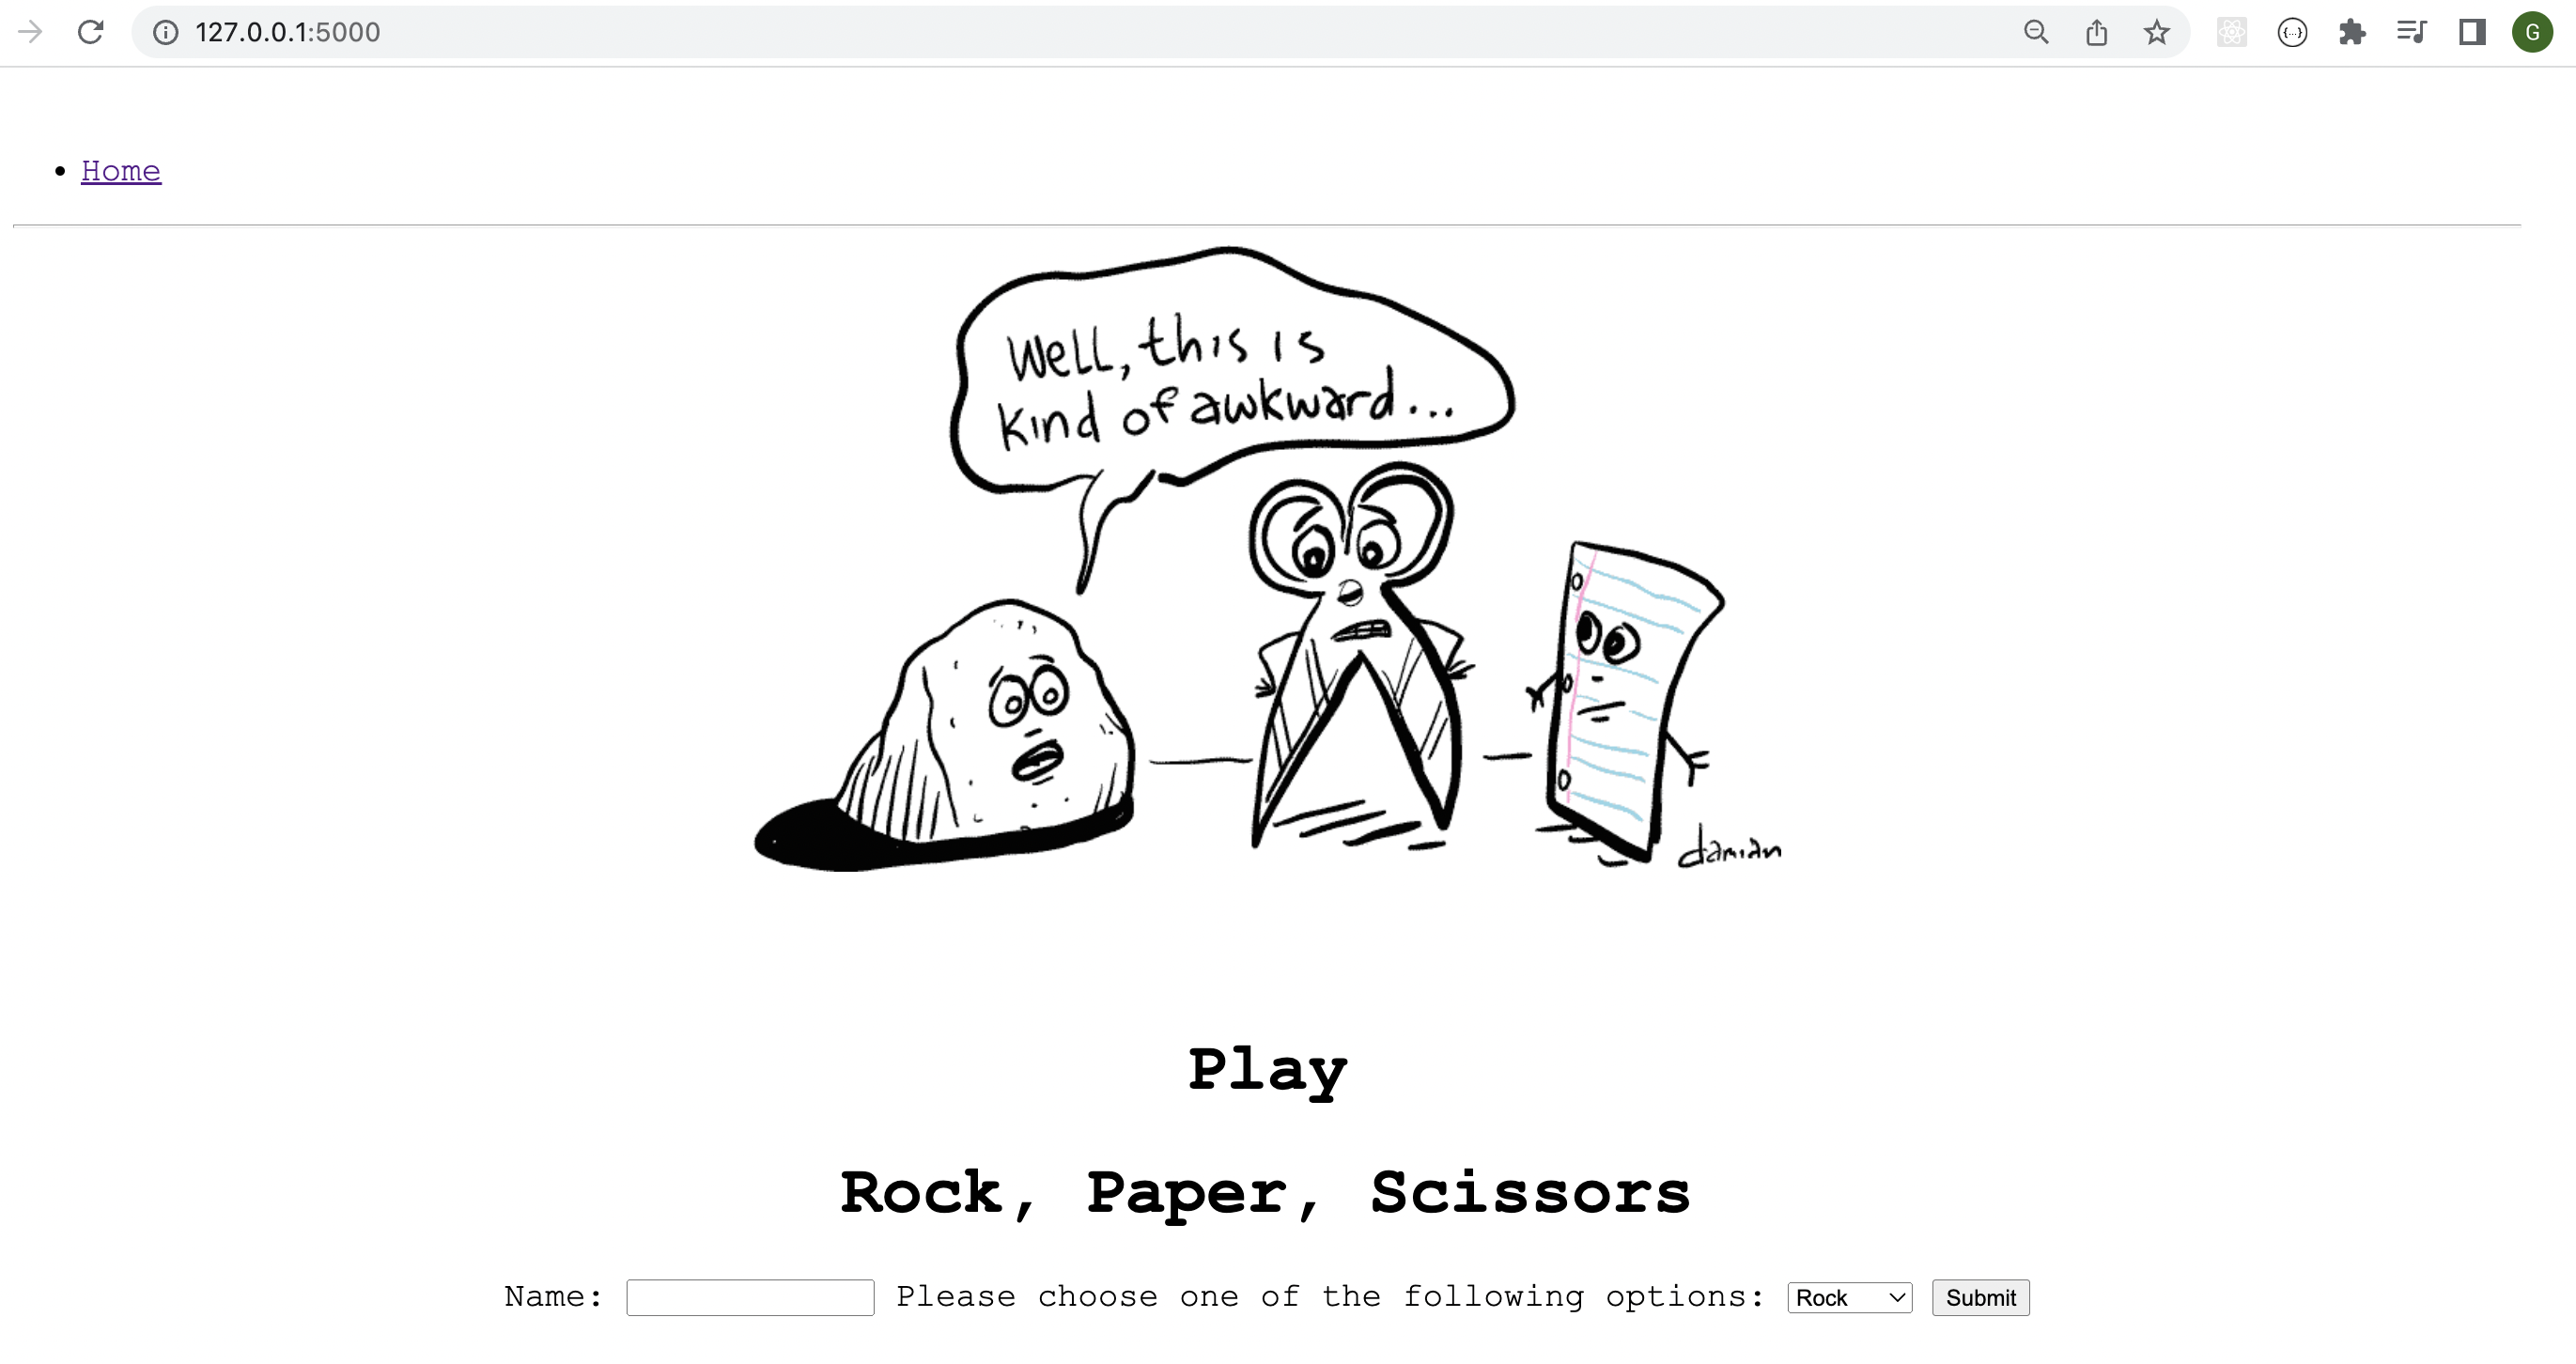 127.0.0.1:5000
G
Home
Well, this is
kind of awkward...
damian
Play
Rock, Paper, Scissors
Name: Please choose one of the following options: Rock Submit